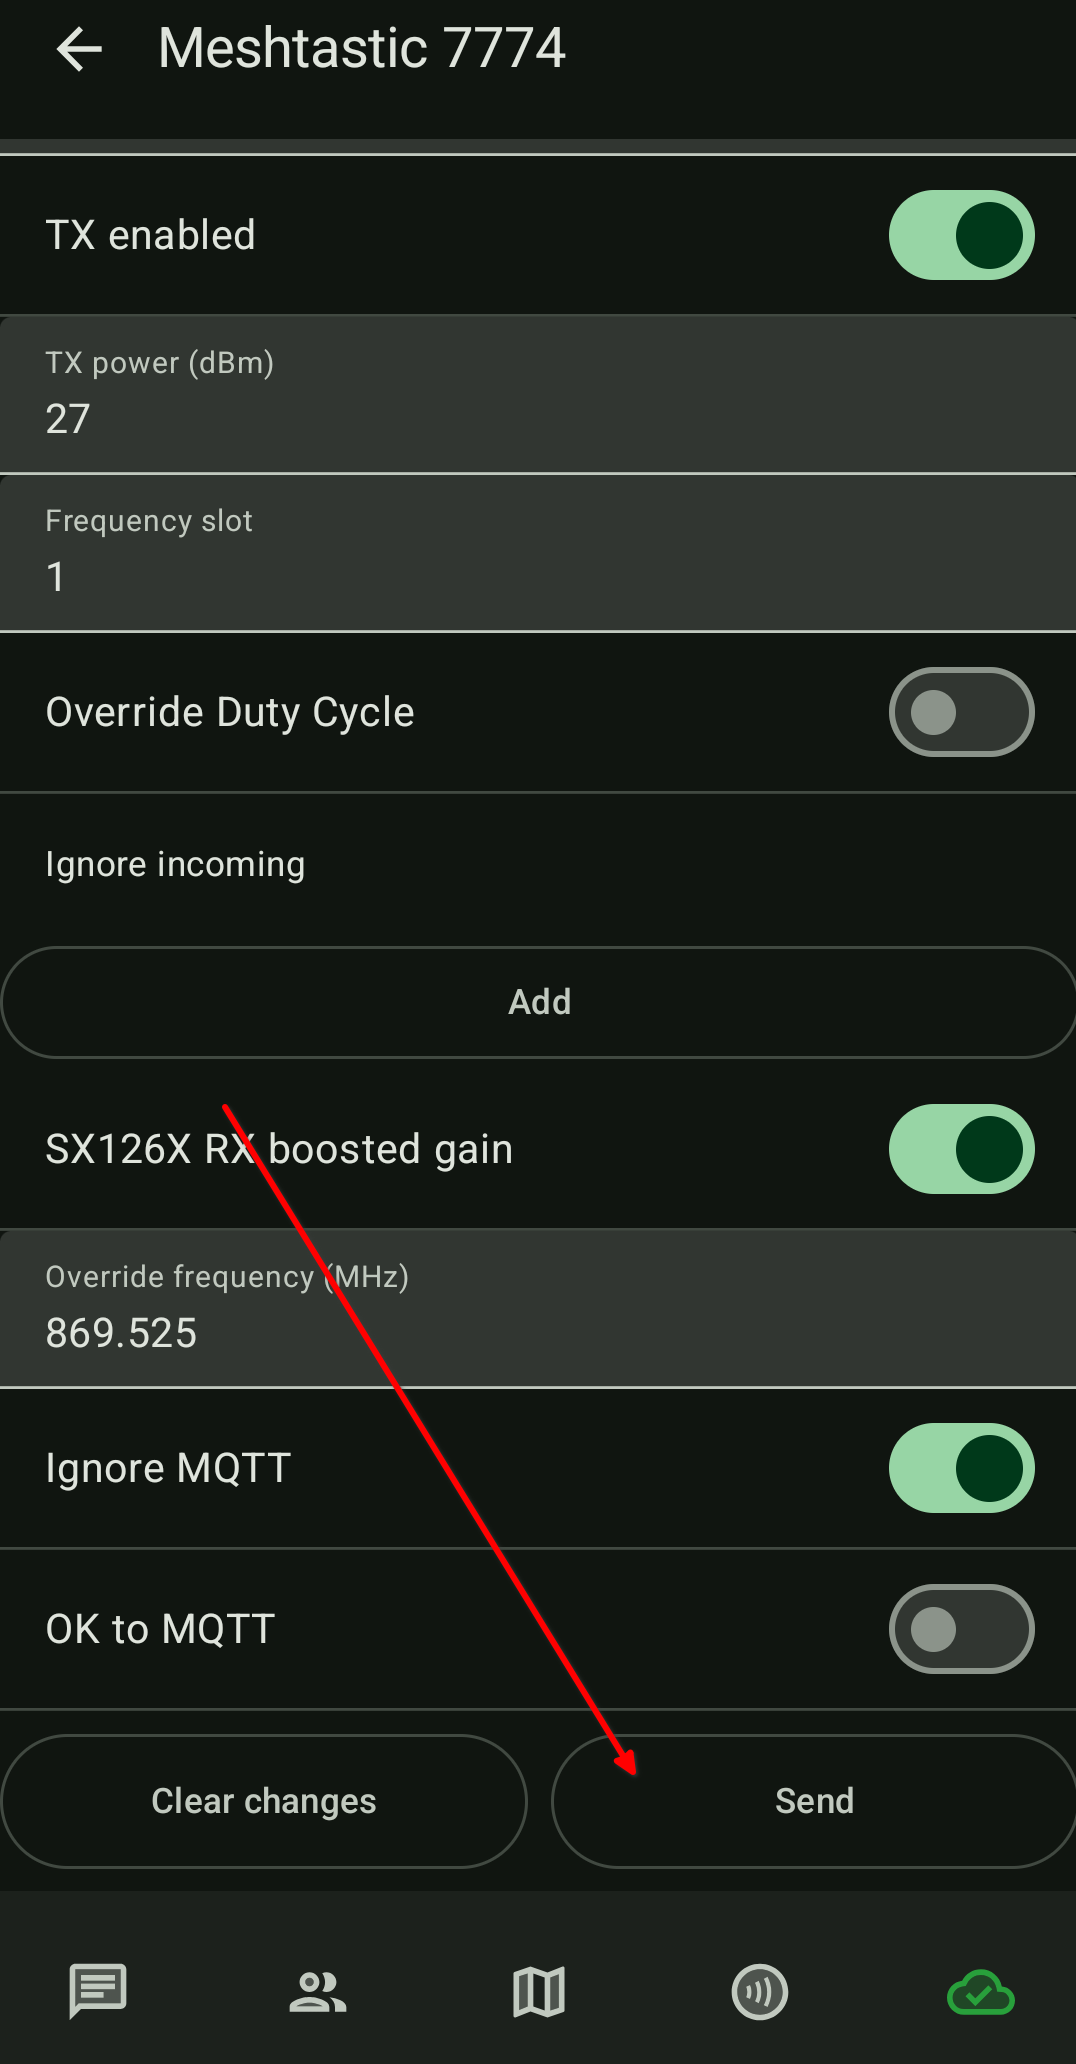 Meshtastic 7774
TX enabled
TX power (dBm)
27
Frequency slot
1
Override Duty Cycle
Ignore incoming
Add
SX126X RX boosted gain
Override frequency (MHz)
869.525
Ignore MQTT
OK to MQTT
Clear changes
Send